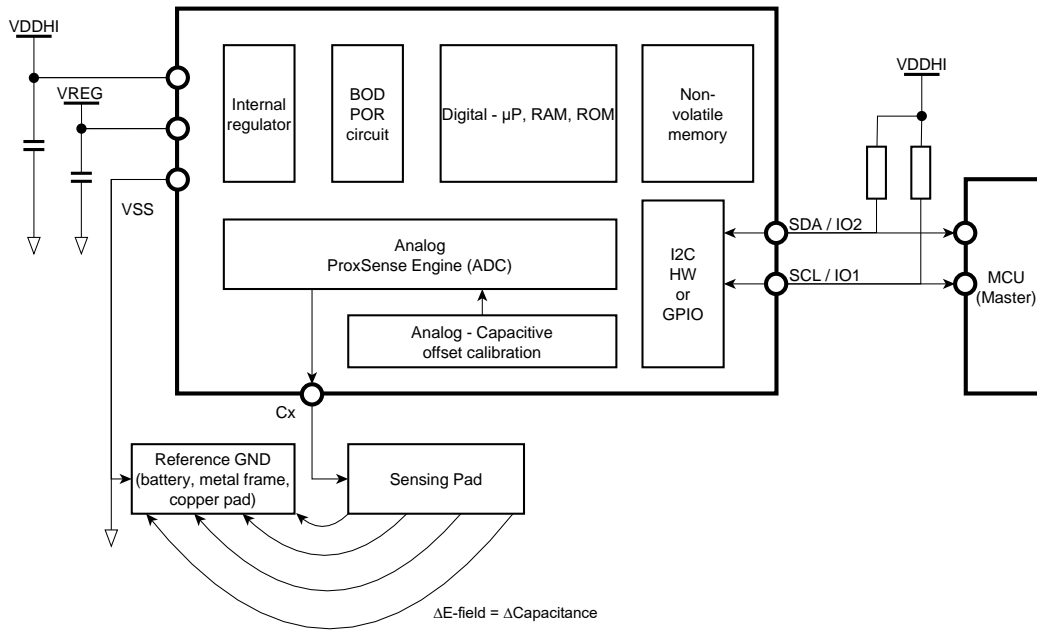 VDDHI
VREG
VSS
Internal
regulator
BOD
POR
circuit
Digital - µP, RAM, ROM
Non-
volatile
memory
VDDHI
Analog
ProxSense Engine (ADC)
Analog - Capacitive
offset calibration
I2C
HW
or
GPIO
SDA / IO2
SCL / IO1
MCU
(Master)
Cx
Reference GND
(battery, metal frame,
copper pad)
Sensing Pad
∆E-field = ∆Capacitance